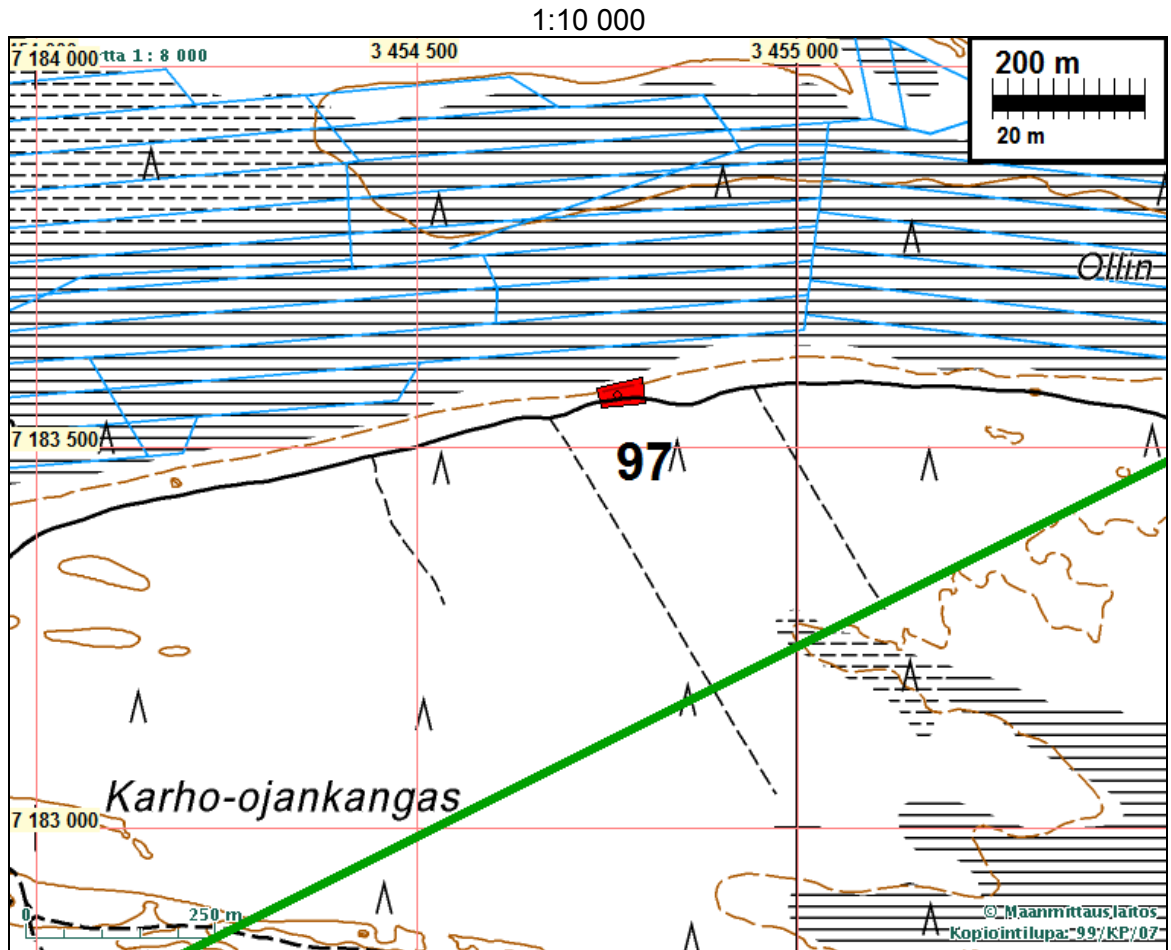 1:10 000
7 184 000
rtta 1 : 8 000
3 454 500
3 455 000
200 m
20 m
Ollin
7 183 500
97
Karho-ojankangas
7 183 000
0
250 m
© Maanmittauslaitos
Kopiointilupa: 99/KP/07